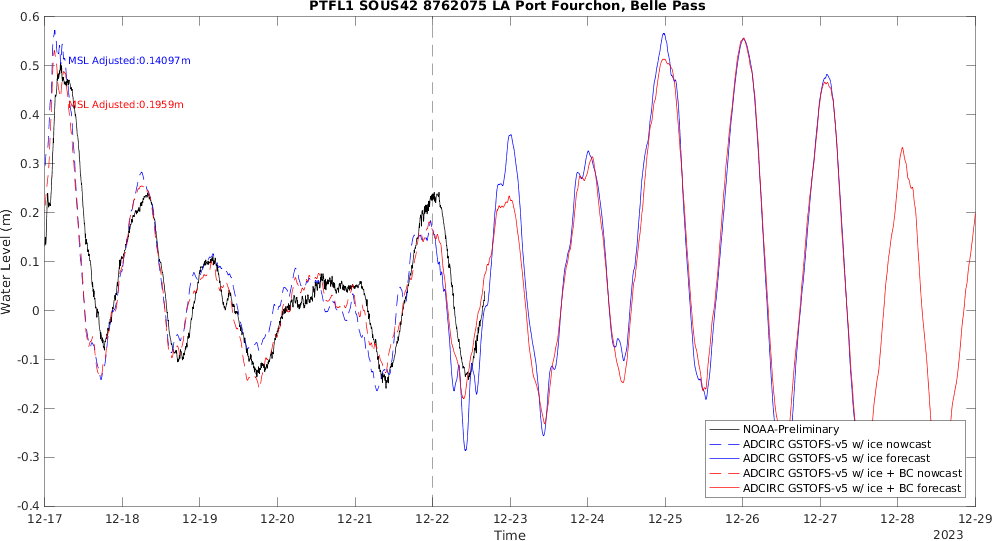 PTFL1 SOUS42 8762075 LA Port Fourchon, Belle Pass
0.6
0.5
0.4
0.3
0.2
0.1
0
-0.1
-0.2
-0.3
-0.4
Water Level (m)
MSL Adjusted:0.14097m
MSL Adjusted:0.1959m
NOAA-Preliminary
ADCIRC GSTOFS-v5 w/ ice nowcast
ADCIRC GSTOFS-v5 w/ ice forecast
ADCIRC GSTOFS-v5 w/ ice + BC nowcast
ADCIRC GSTOFS-v5 w/ ice + BC forecast
12-17 12-18 12-19 12-20 12-21 12-22 12-23 12-24 12-25 12-26 12-27 12-28 12-29
Time
2023